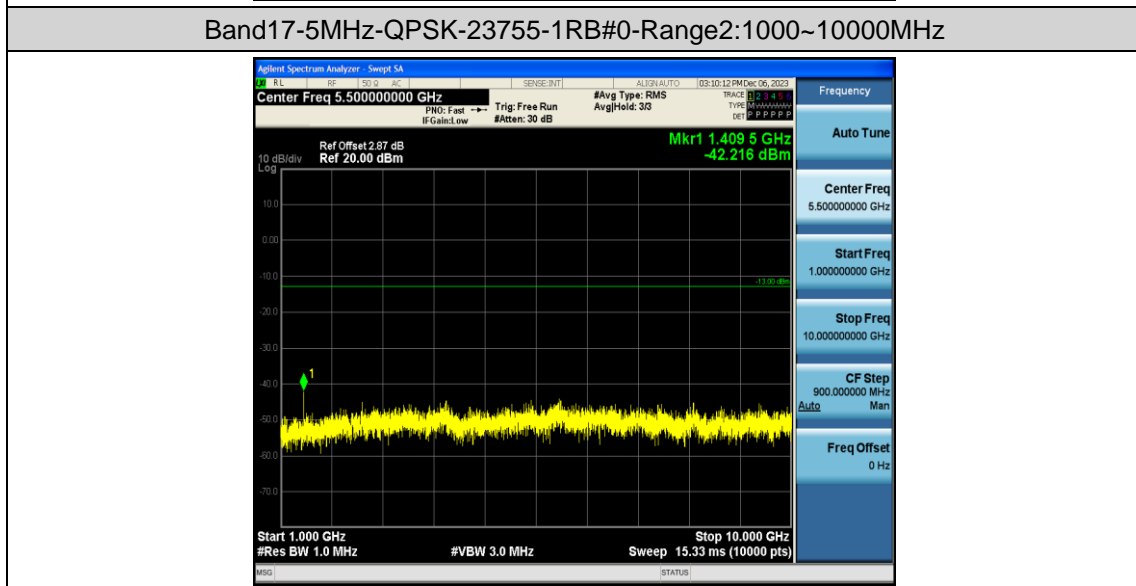 Band17-5MHz-QPSK-23755-1RB#0-Range2:1000~10000MHz
Agilent Spectrum Analyzer - Swept SA
RL RF 50 Ω AC SENSE:INT ALIGN AUTO 03:10:12 PM Dec 06, 2023
Center Freq 5.500000000 GHz
PNO: Fast
IFGain:Low
Trig: Free Run
#Atten: 30 dB
#Avg Type: RMS
Avg|Hold: 3/3
TRACE 1 2 3 4 5 6
TYPE M
DET P P P P P P
Frequency
Mkr1 1.409 5 GHz
-42.216 dBm
Ref Offset 2.87 dB
10 dB/div Ref 20.00 dBm
Log
10.0
0.00
-10.0
-20.0
-30.0
-40.0
-50.0
-60.0
-70.0
-13.00 dBm
1
Start 1.000 GHz Stop 10.000 GHz
#Res BW 1.0 MHz #VBW 3.0 MHz Sweep 15.33 ms (10000 pts)
Auto Tune
Center Freq
5.500000000 GHz
Start Freq
1.000000000 GHz
Stop Freq
10.000000000 GHz
CF Step
900.000000 MHz
Auto Man
Freq Offset
0 Hz
MSG STATUS